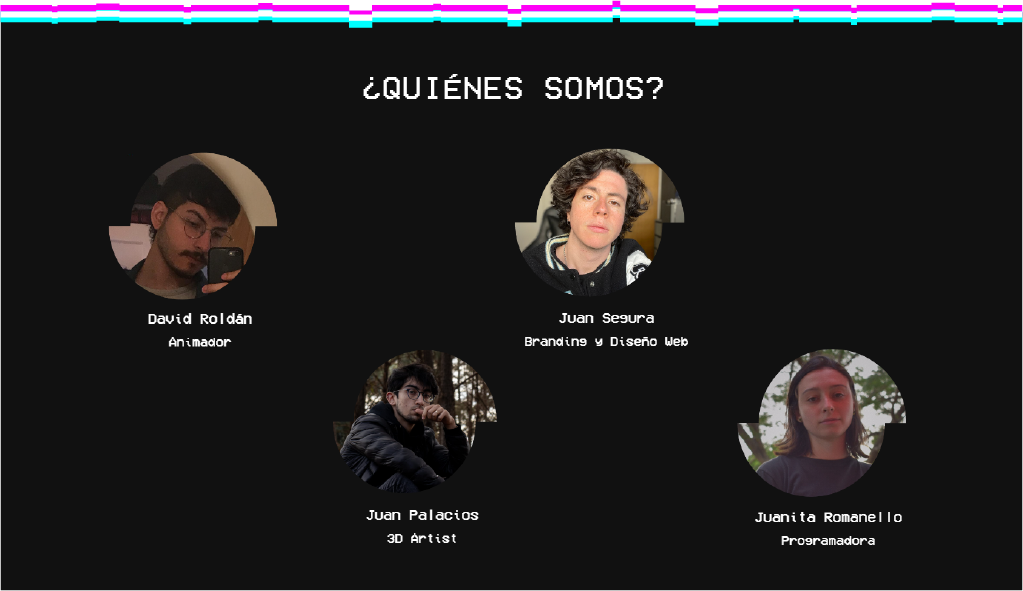 ¿QUIÉNES SOMOS?
David Roldán
Animador
Juan Segura
Branding y Diseño Web
Juan Palacios
3D Artist
Juanita Romanello
Programadora